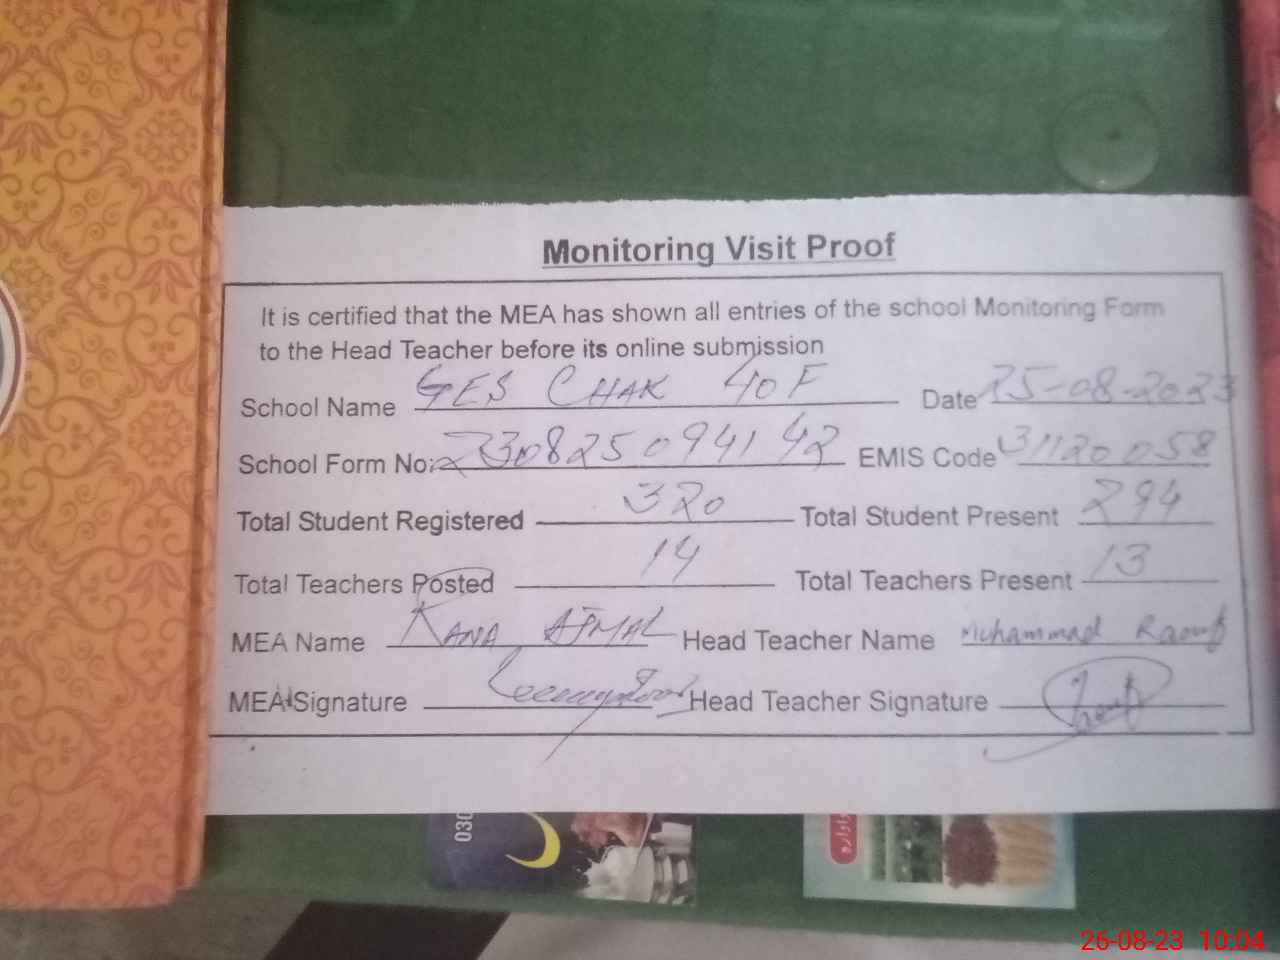 Monitoring Visit Proof
It is certified that the MEA has shown all entries of the school Monitoring Form
to the Head Teacher before its online submission
School Name GES CHAK 40F Date 25-08-2023
School Form No: 230825094142 EMIS Code 31120058
Total Student Registered 320 Total Student Present 294
Total Teachers Posted 14 Total Teachers Present 13
MEA Name RANA AJMAL Head Teacher Name Muhammad Raouf
MEA Signature Head Teacher Signature
030
26-08-23 10:04